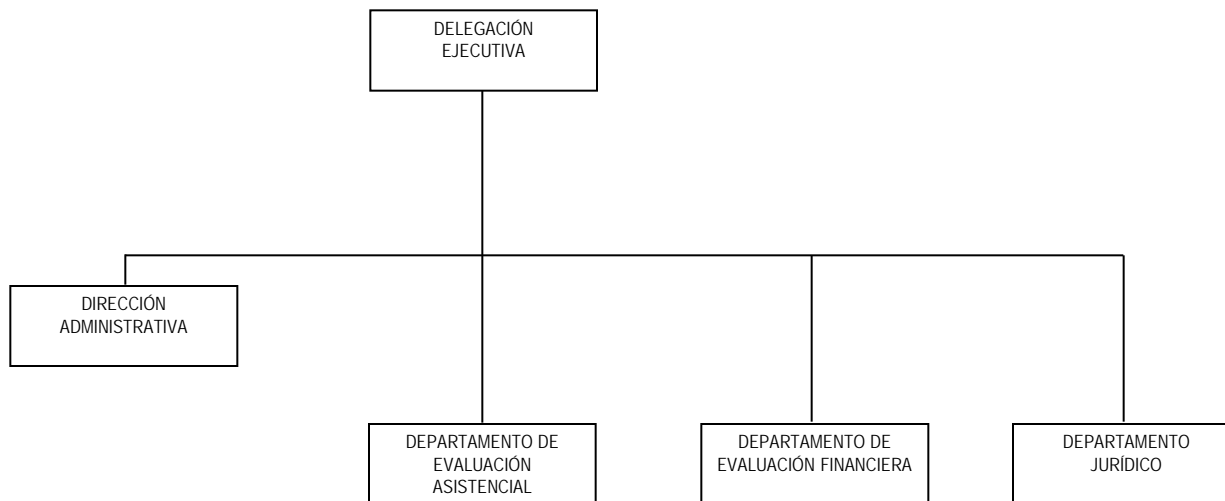 DELEGACIÓN
EJECUTIVA
DIRECCIÓN
ADMINISTRATIVA
DEPARTAMENTO DE
EVALUACIÓN
ASISTENCIAL
DEPARTAMENTO DE
EVALUACIÓN FINANCIERA
DEPARTAMENTO
JURÍDICO